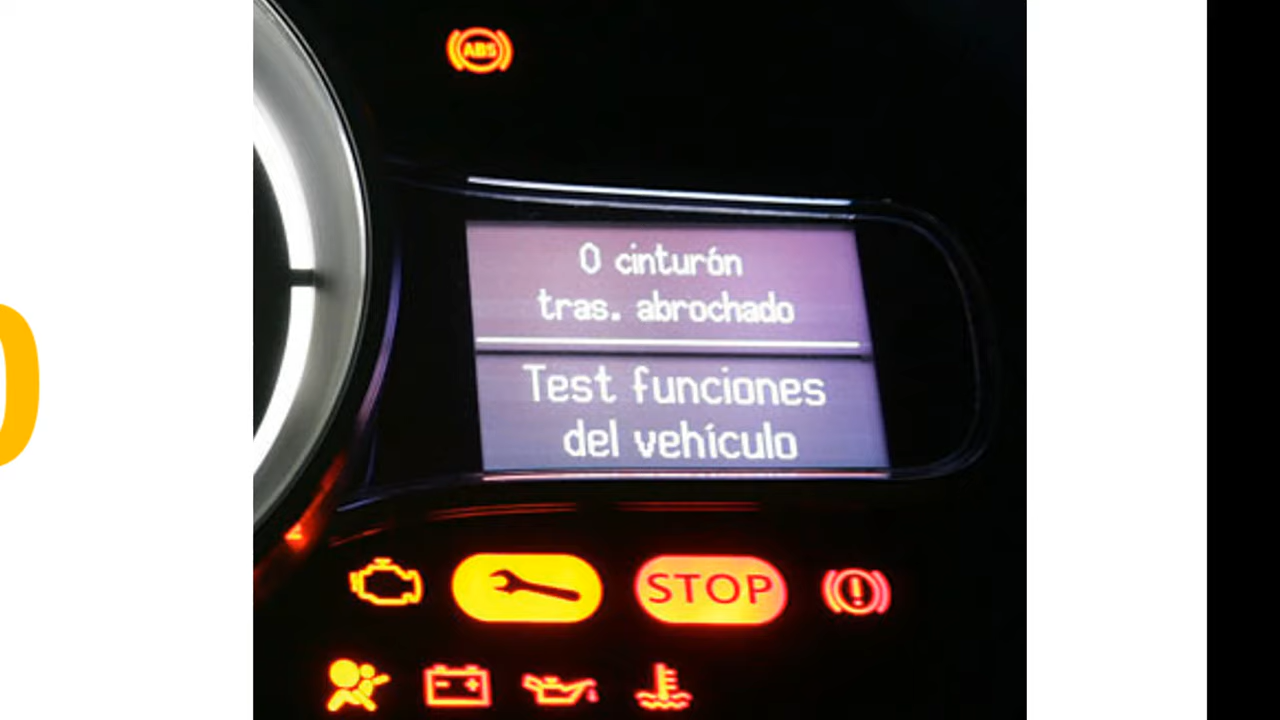 ABS
0 cinturón
tras. abrochado
Test funciones
del vehículo
STOP